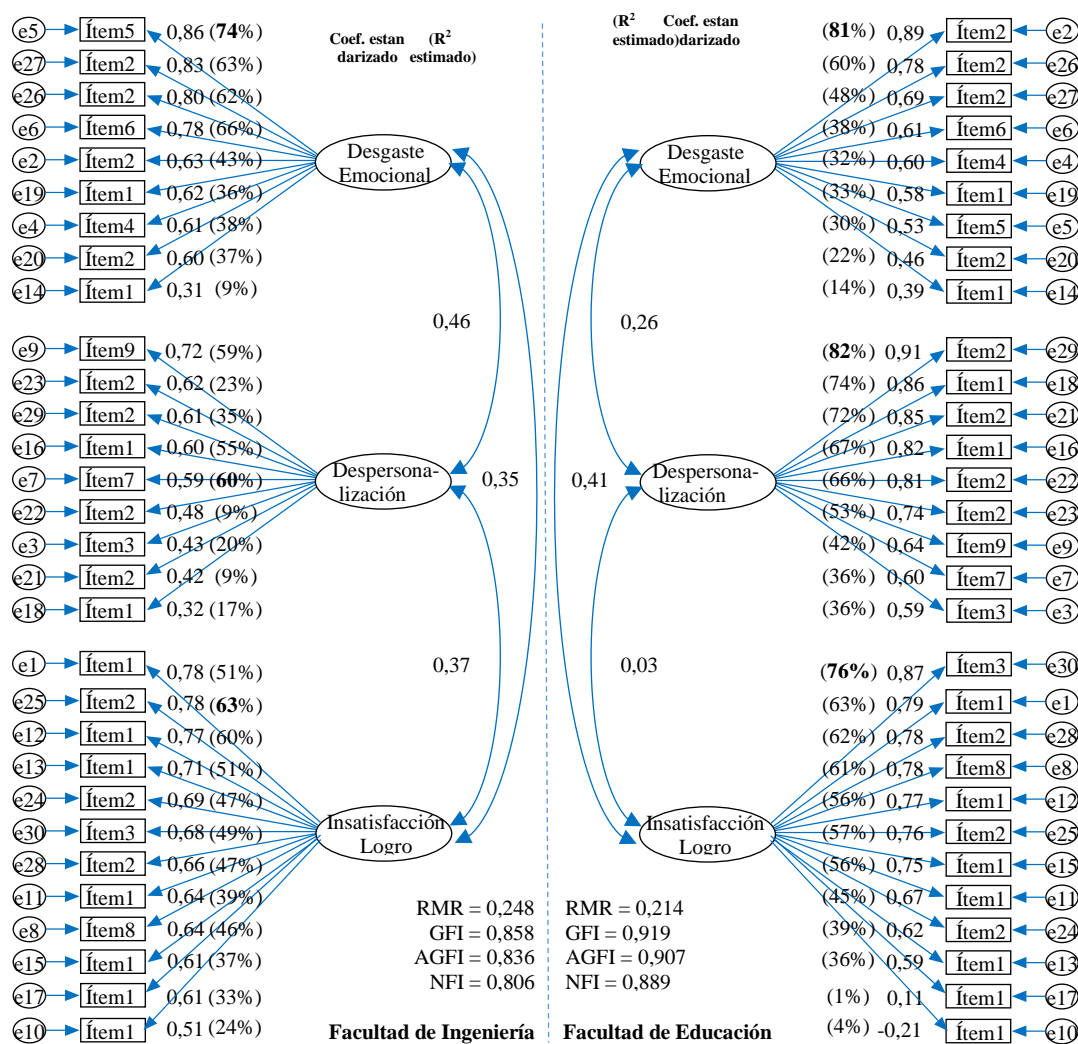 Coef. estan (R²
darizado estimado)
(R² Coef. estan
estimado)darizado
e5 Ítem5 0,86 (74%)
e27 Ítem2 0,83 (63%)
e26 Ítem2 0,80 (62%)
e6 Ítem6 0,78 (66%)
e2 Ítem2 0,63 (43%)
e19 Ítem1 0,62 (36%)
e4 Ítem4 0,61 (38%)
e20 Ítem2 0,60 (37%)
e14 Ítem1 0,31 (9%)
Desgaste
Emocional
e9 Ítem9 0,72 (59%)
e23 Ítem2 0,62 (23%)
e29 Ítem2 0,61 (35%)
e16 Ítem1 0,60 (55%)
e7 Ítem7 0,59 (60%)
e22 Ítem2 0,48 (9%)
e3 Ítem3 0,43 (20%)
e21 Ítem2 0,42 (9%)
e18 Ítem1 0,32 (17%)
Despersona-
lización
e1 Ítem1 0,78 (51%)
e25 Ítem2 0,78 (63%)
e12 Ítem1 0,77 (60%)
e13 Ítem1 0,71 (51%)
e24 Ítem2 0,69 (47%)
e30 Ítem3 0,68 (49%)
e28 Ítem2 0,66 (47%)
e11 Ítem1 0,64 (39%)
e8 Ítem8 0,64 (46%)
e15 Ítem1 0,61 (37%)
e17 Ítem1 0,61 (33%)
e10 Ítem1 0,51 (24%)
Insatisfacción
Logro
0,46
0,35
0,37
RMR = 0,248
GFI = 0,858
AGFI = 0,836
NFI = 0,806
Facultad de Ingeniería
(81%) 0,89 Ítem2 e2
(60%) 0,78 Ítem2 e26
(48%) 0,69 Ítem2 e27
(38%) 0,61 Ítem6 e6
(32%) 0,60 Ítem4 e4
(33%) 0,58 Ítem1 e19
(30%) 0,53 Ítem5 e5
(22%) 0,46 Ítem2 e20
(14%) 0,39 Ítem1 e14
Desgaste
Emocional
(82%) 0,91 Ítem2 e29
(74%) 0,86 Ítem1 e18
(72%) 0,85 Ítem2 e21
(67%) 0,82 Ítem1 e16
(66%) 0,81 Ítem2 e22
(53%) 0,74 Ítem2 e23
(42%) 0,64 Ítem9 e9
(36%) 0,60 Ítem7 e7
(36%) 0,59 Ítem3 e3
Despersona-
lización
(76%) 0,87 Ítem3 e30
(63%) 0,79 Ítem1 e1
(62%) 0,78 Ítem2 e28
(61%) 0,78 Ítem8 e8
(56%) 0,77 Ítem1 e12
(57%) 0,76 Ítem2 e25
(56%) 0,75 Ítem1 e15
(45%) 0,67 Ítem1 e11
(39%) 0,62 Ítem2 e24
(36%) 0,59 Ítem1 e13
(1%) 0,11 Ítem1 e17
(4%) -0,21 Ítem1 e10
Insatisfacción
Logro
0,26
0,41
0,03
RMR = 0,214
GFI = 0,919
AGFI = 0,907
NFI = 0,889
Facultad de Educación